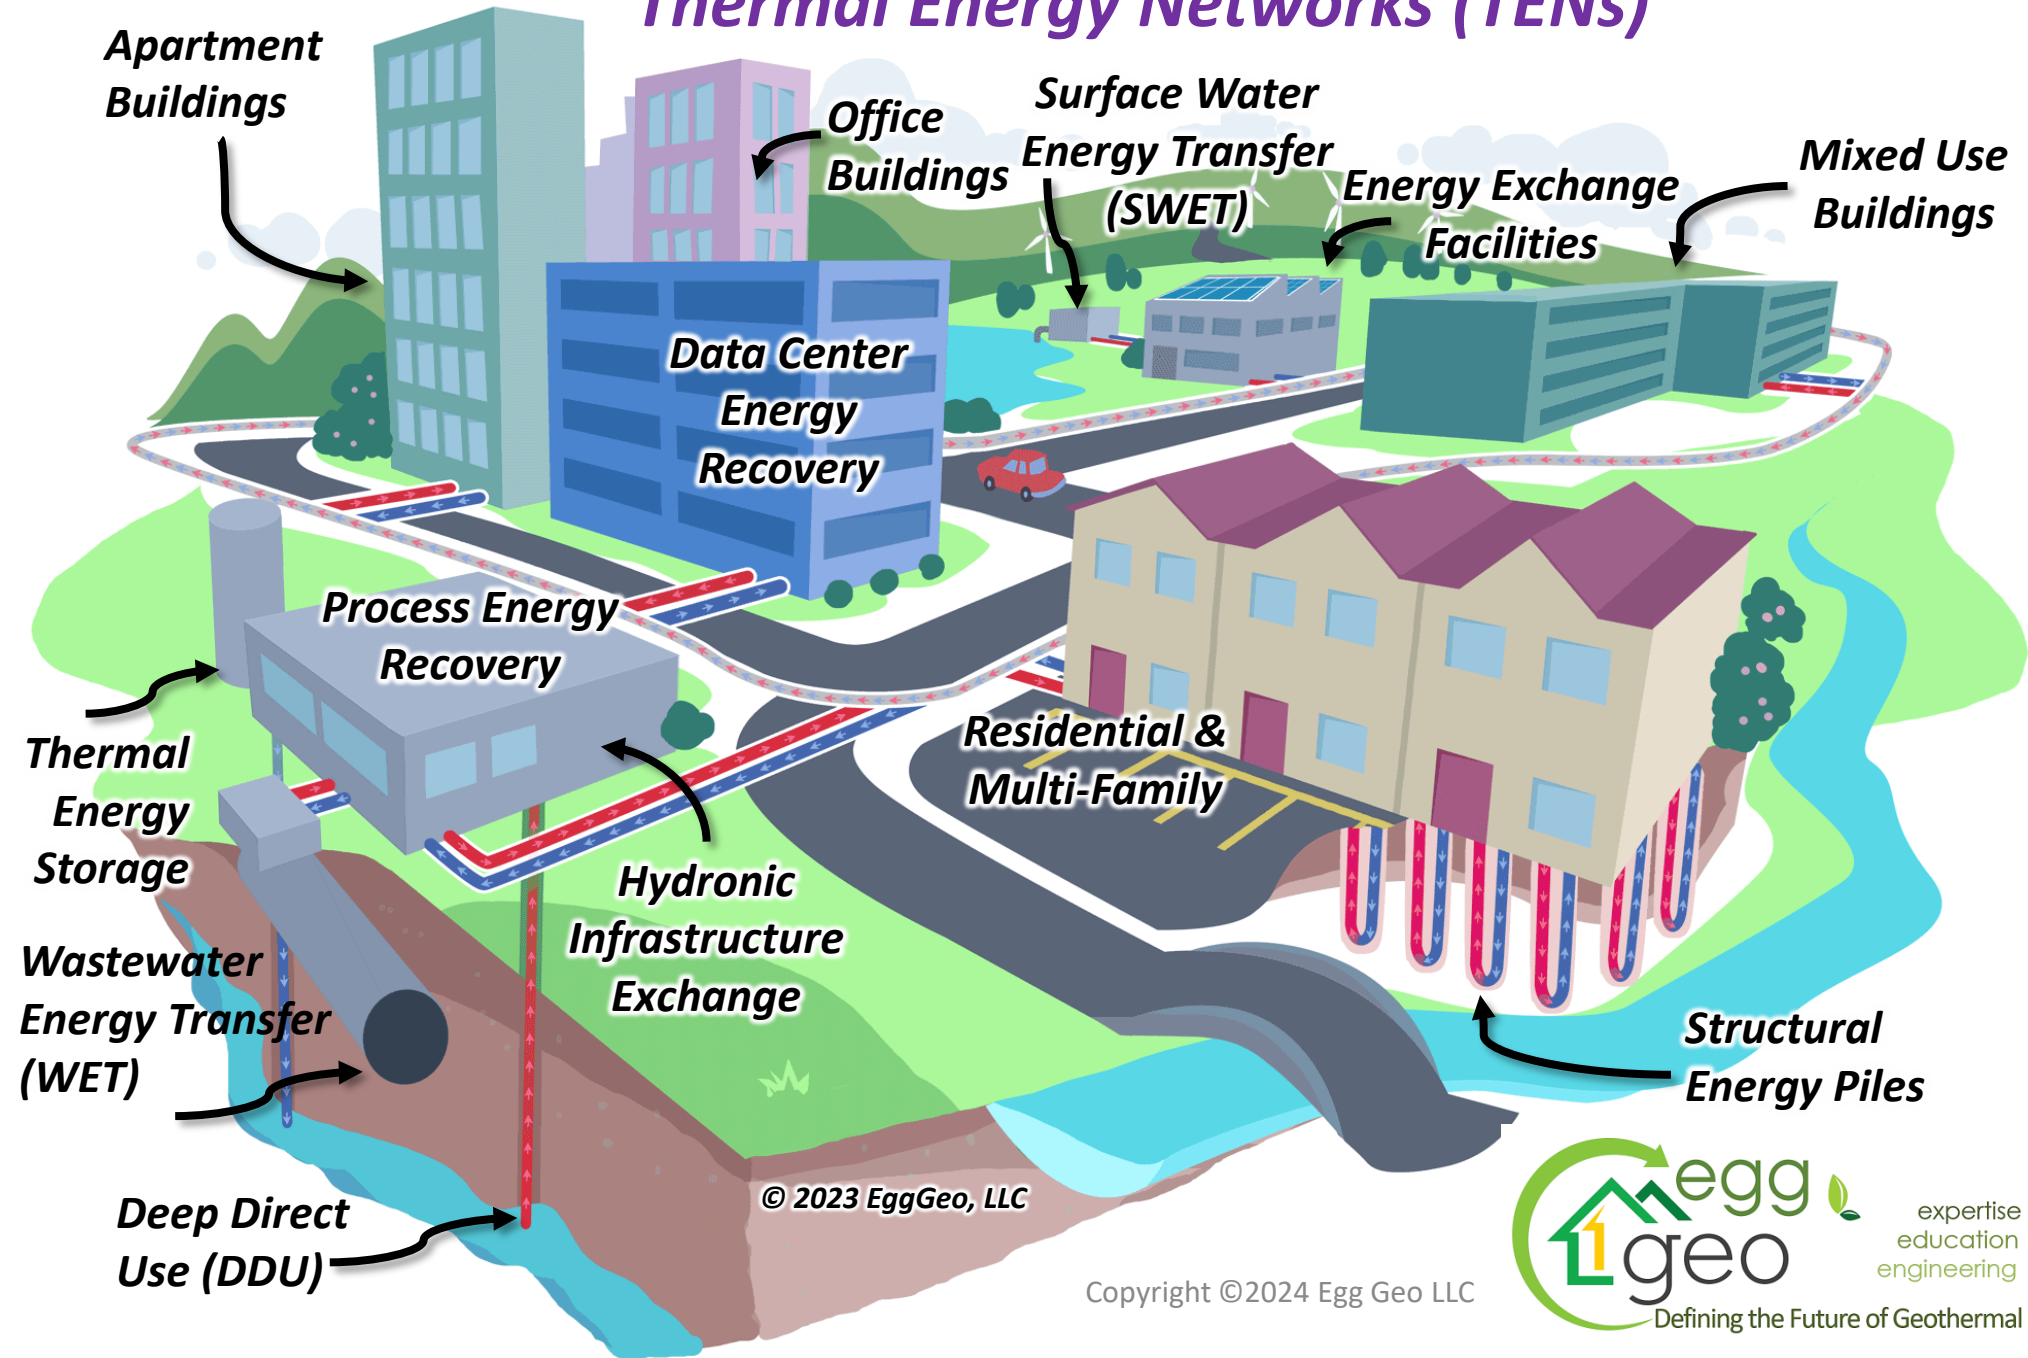 Thermal Energy Networks (TENs)
Apartment
Buildings
Office
Buildings
Surface Water
Energy Transfer
(SWET)
Energy Exchange
Facilities
Mixed Use
Buildings
Data Center
Energy
Recovery
Process Energy
Recovery
Thermal
Energy
Storage
Residential &
Multi-Family
Hydronic
Infrastructure
Exchange
Wastewater
Energy Transfer
(WET)
Structural
Energy Piles
Deep Direct
Use (DDU)
© 2023 EggGeo, LLC
Copyright ©2024 Egg Geo LLC
egg
geo
expertise
education
engineering
Defining the Future of Geothermal